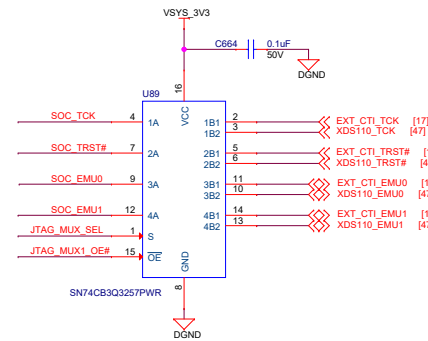 VSYS_3V3
C664 0.1uF
50V
DGND
U89
16
VCC
SOC_TCK 4 1A 1B1 2 EXT_CTI_TCK [17]
1B2 3 XDS110_TCK [47]
SOC_TRST# 7 2A 2B1 5 EXT_CTI_TRST#
2B2 6 XDS110_TRST#
SOC_EMU0 9 3A 3B1 11 EXT_CTI_EMU0
3B2 10 XDS110_EMU0
SOC_EMU1 12 4A 4B1 14 EXT_CTI_EMU1
4B2 13 XDS110_EMU1
JTAG_MUX_SEL 1 S
JTAG_MUX1_OE# 15 OE
GND
8
SN74CB3Q3257PWR
DGND